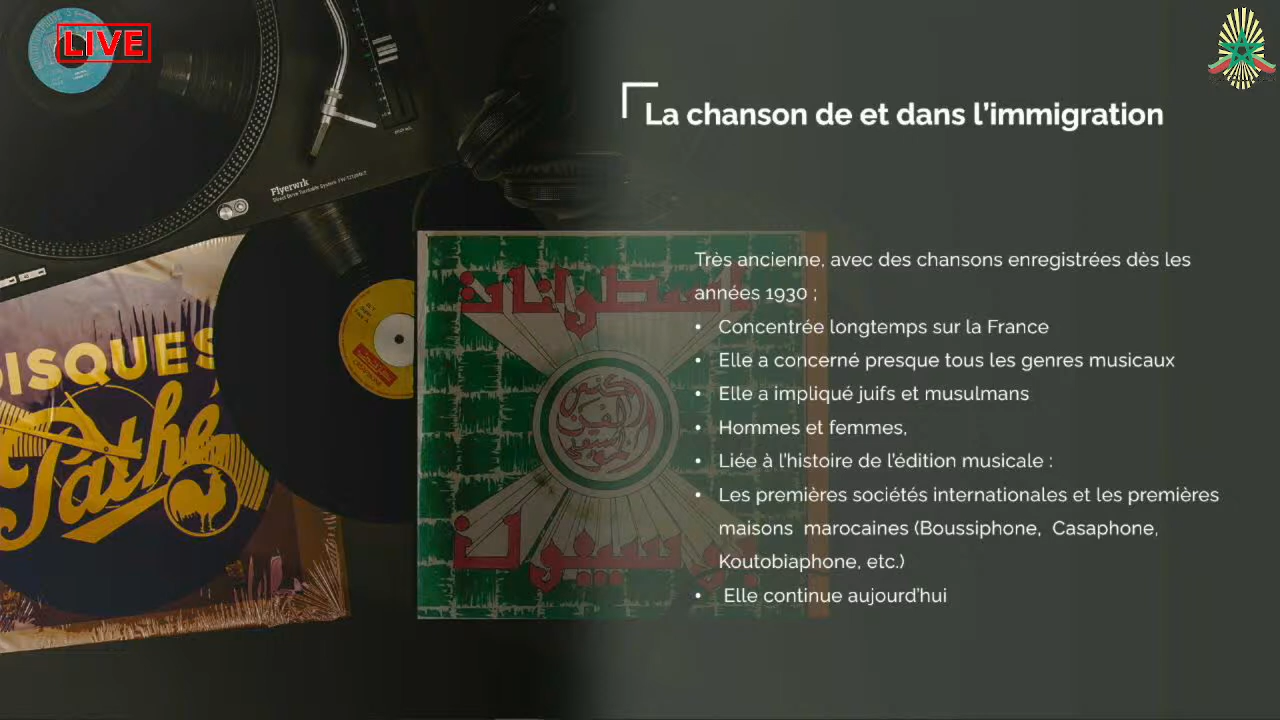 LIVE
La chanson de et dans l'immigration
Flyerwrk
DISQUES
Pathé
اسطوانات
بوسيفون
Très ancienne, avec des chansons enregistrées dès les
années 1930 ;
• Concentrée longtemps sur la France
• Elle a concerné presque tous les genres musicaux
• Elle a impliqué juifs et musulmans
• Hommes et femmes,
• Liée à l'histoire de l'édition musicale :
• Les premières sociétés internationales et les premières
maisons marocaines (Boussiphone, Casaphone,
Koutobiaphone, etc.)
• Elle continue aujourd'hui